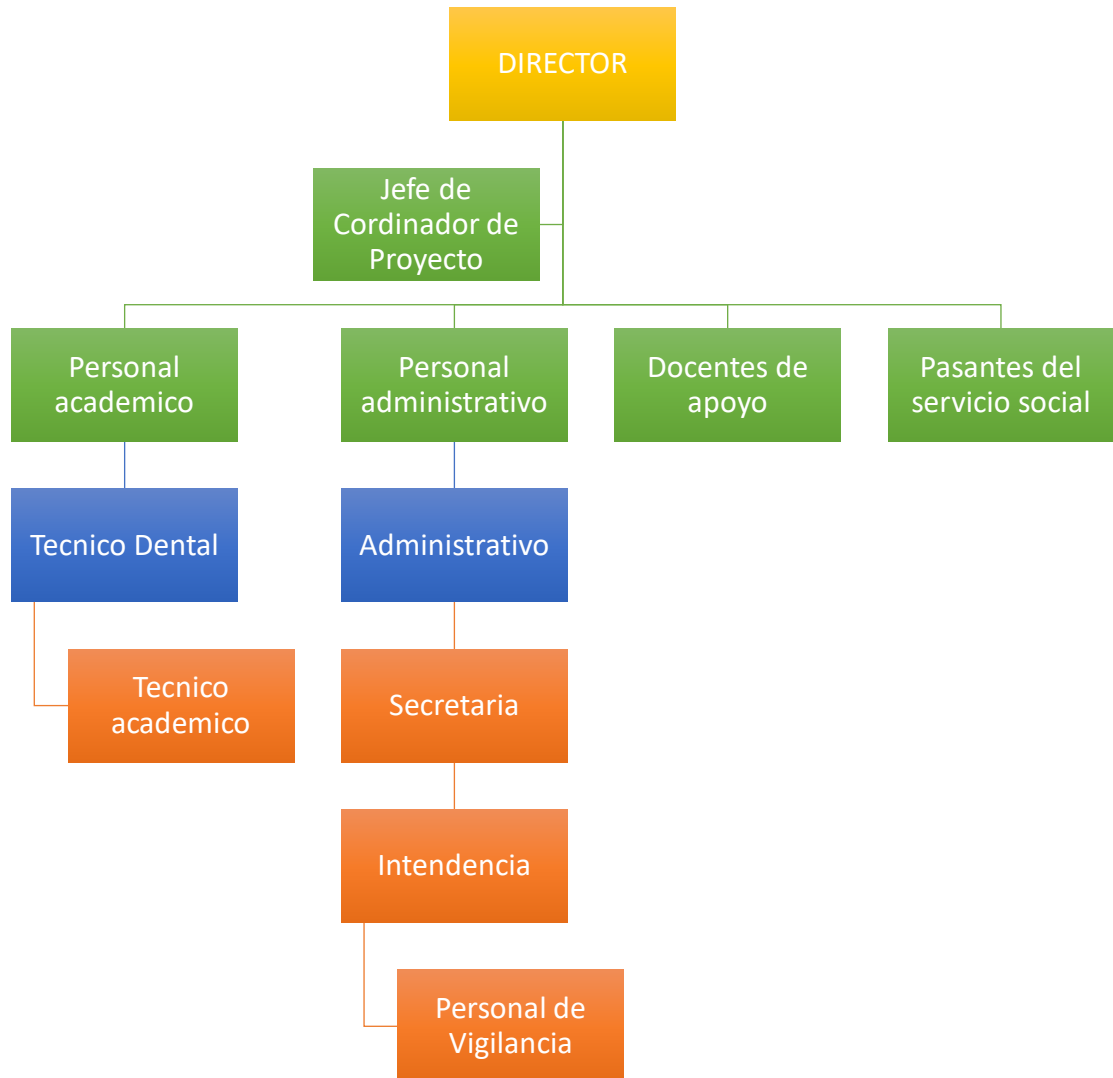 DIRECTOR
Jefe de
Cordinador de
Proyecto
Personal
academico
Personal
administrativo
Docentes de
apoyo
Pasantes del
servicio social
Tecnico Dental
Administrativo
Tecnico
academico
Secretaria
Intendencia
Personal de
Vigilancia